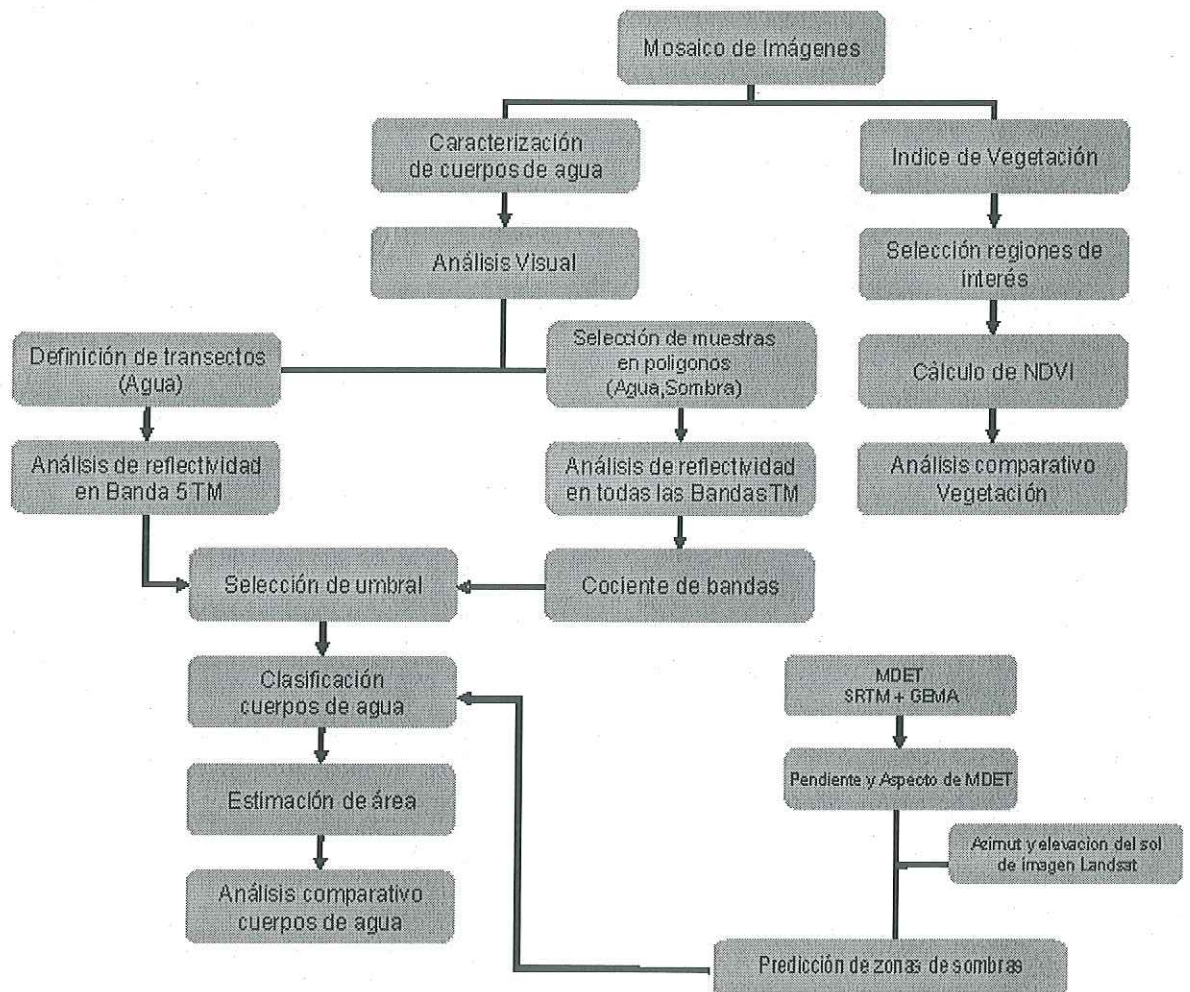 Mosaico de Imágenes
Caracterización
de cuerpos de agua
Indice de Vegetación
Análisis Visual
Selección regiones de
interés
Definición de transectos
(Agua)
Selección de muestras
en poligonos
(Agua,Sombra)
Cálculo de NDVI
Análisis de reflectividad
en Banda 5 TM
Análisis de reflectividad
en todas las Bandas TM
Análisis comparativo
Vegetación
Selección de umbral
Cociente de bandas
Clasificación
cuerpos de agua
MDET
SRTM + GEMA
Estimación de área
Pendiente y Aspecto de MDET
Azimut y elevacion del sol
de imagen Landsat
Análisis comparativo
cuerpos de agua
Predicción de zonas de sombras